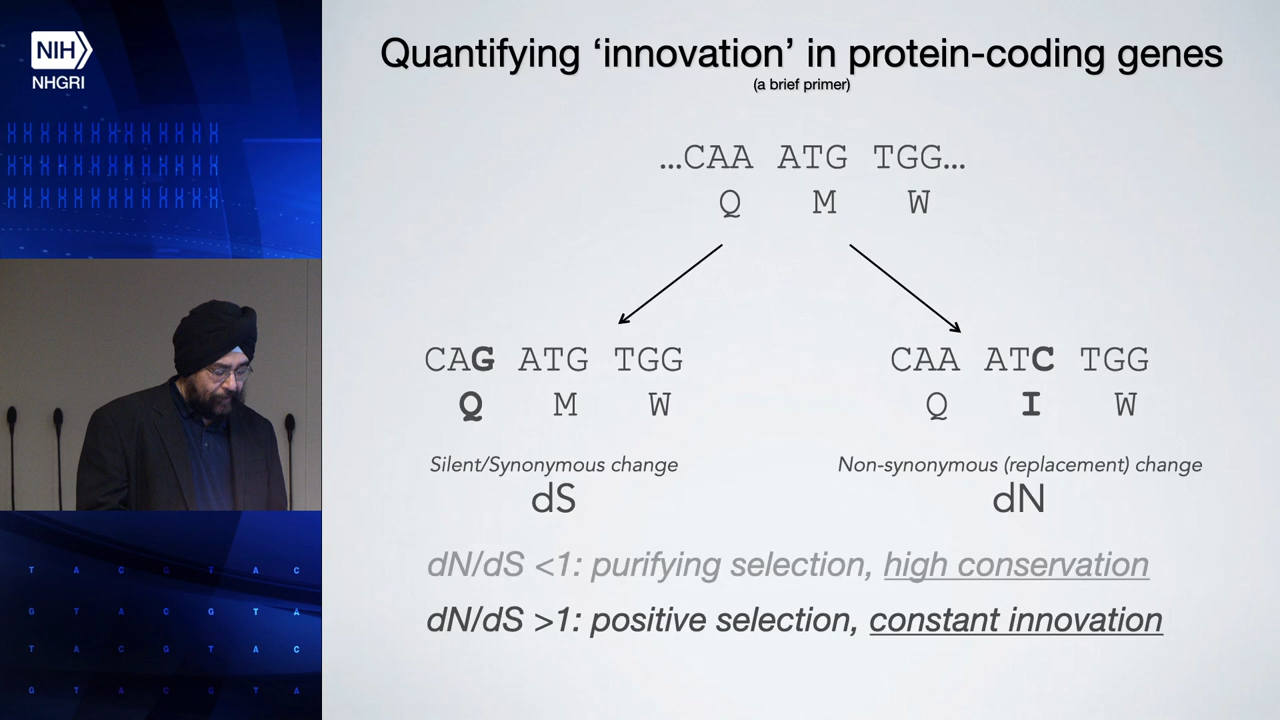 NIH
NHGRI
T A C G T A C
G T A C G T A
T A C G T A C
G T A C G T A
Quantifying ‘innovation’ in protein-coding genes
(a brief primer)
...CAA ATG TGG...
Q M W
CAG ATG TGG
Q M W
Silent/Synonymous change
dS
CAA ATC TGG
Q I W
Non-synonymous (replacement) change
dN
dN/dS <1: purifying selection, high conservation
dN/dS >1: positive selection, constant innovation